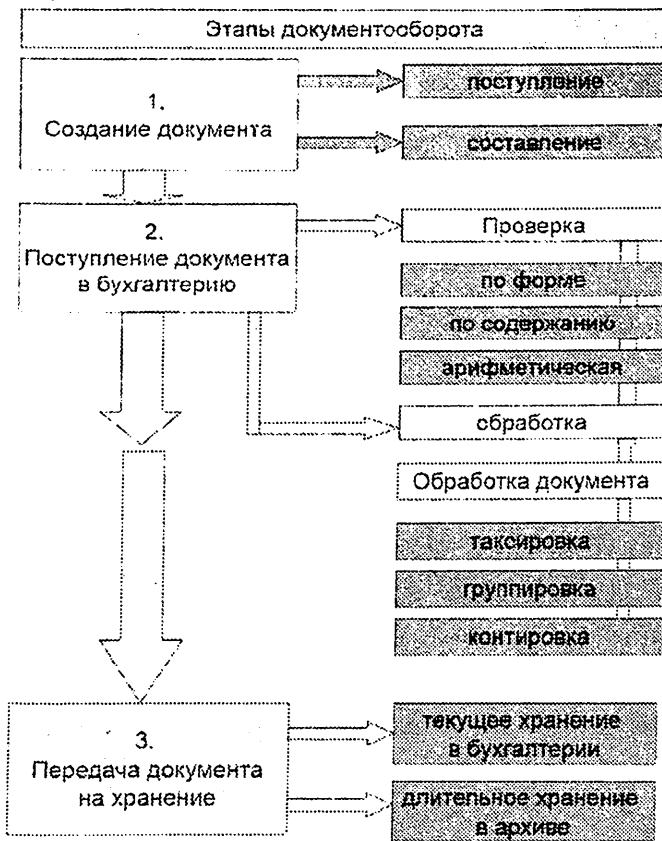 Этапы документооборота
1.
Создание документа
поступление
составление
2.
Поступление документа
в бухгалтерию
Проверка
по форме
по содержанию
арифметическая
обработка
Обработка документа
таксировка
группировка
контировка
3.
Передача документа
на хранение
текущее хранение
в бухгалтерии
длительное хранение
в архиве